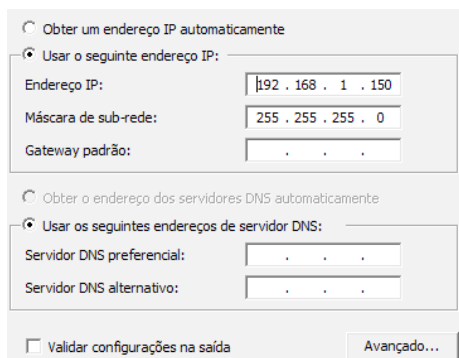 Obter um endereço IP automaticamente
Usar o seguinte endereço IP:
Endereço IP: 192 . 168 . 1 . 150
Máscara de sub-rede: 255 . 255 . 255 . 0
Gateway padrão: . . .
Obter o endereço dos servidores DNS automaticamente
Usar os seguintes endereços de servidor DNS:
Servidor DNS preferencial: . . .
Servidor DNS alternativo: . . .
Validar configurações na saída Avançado...